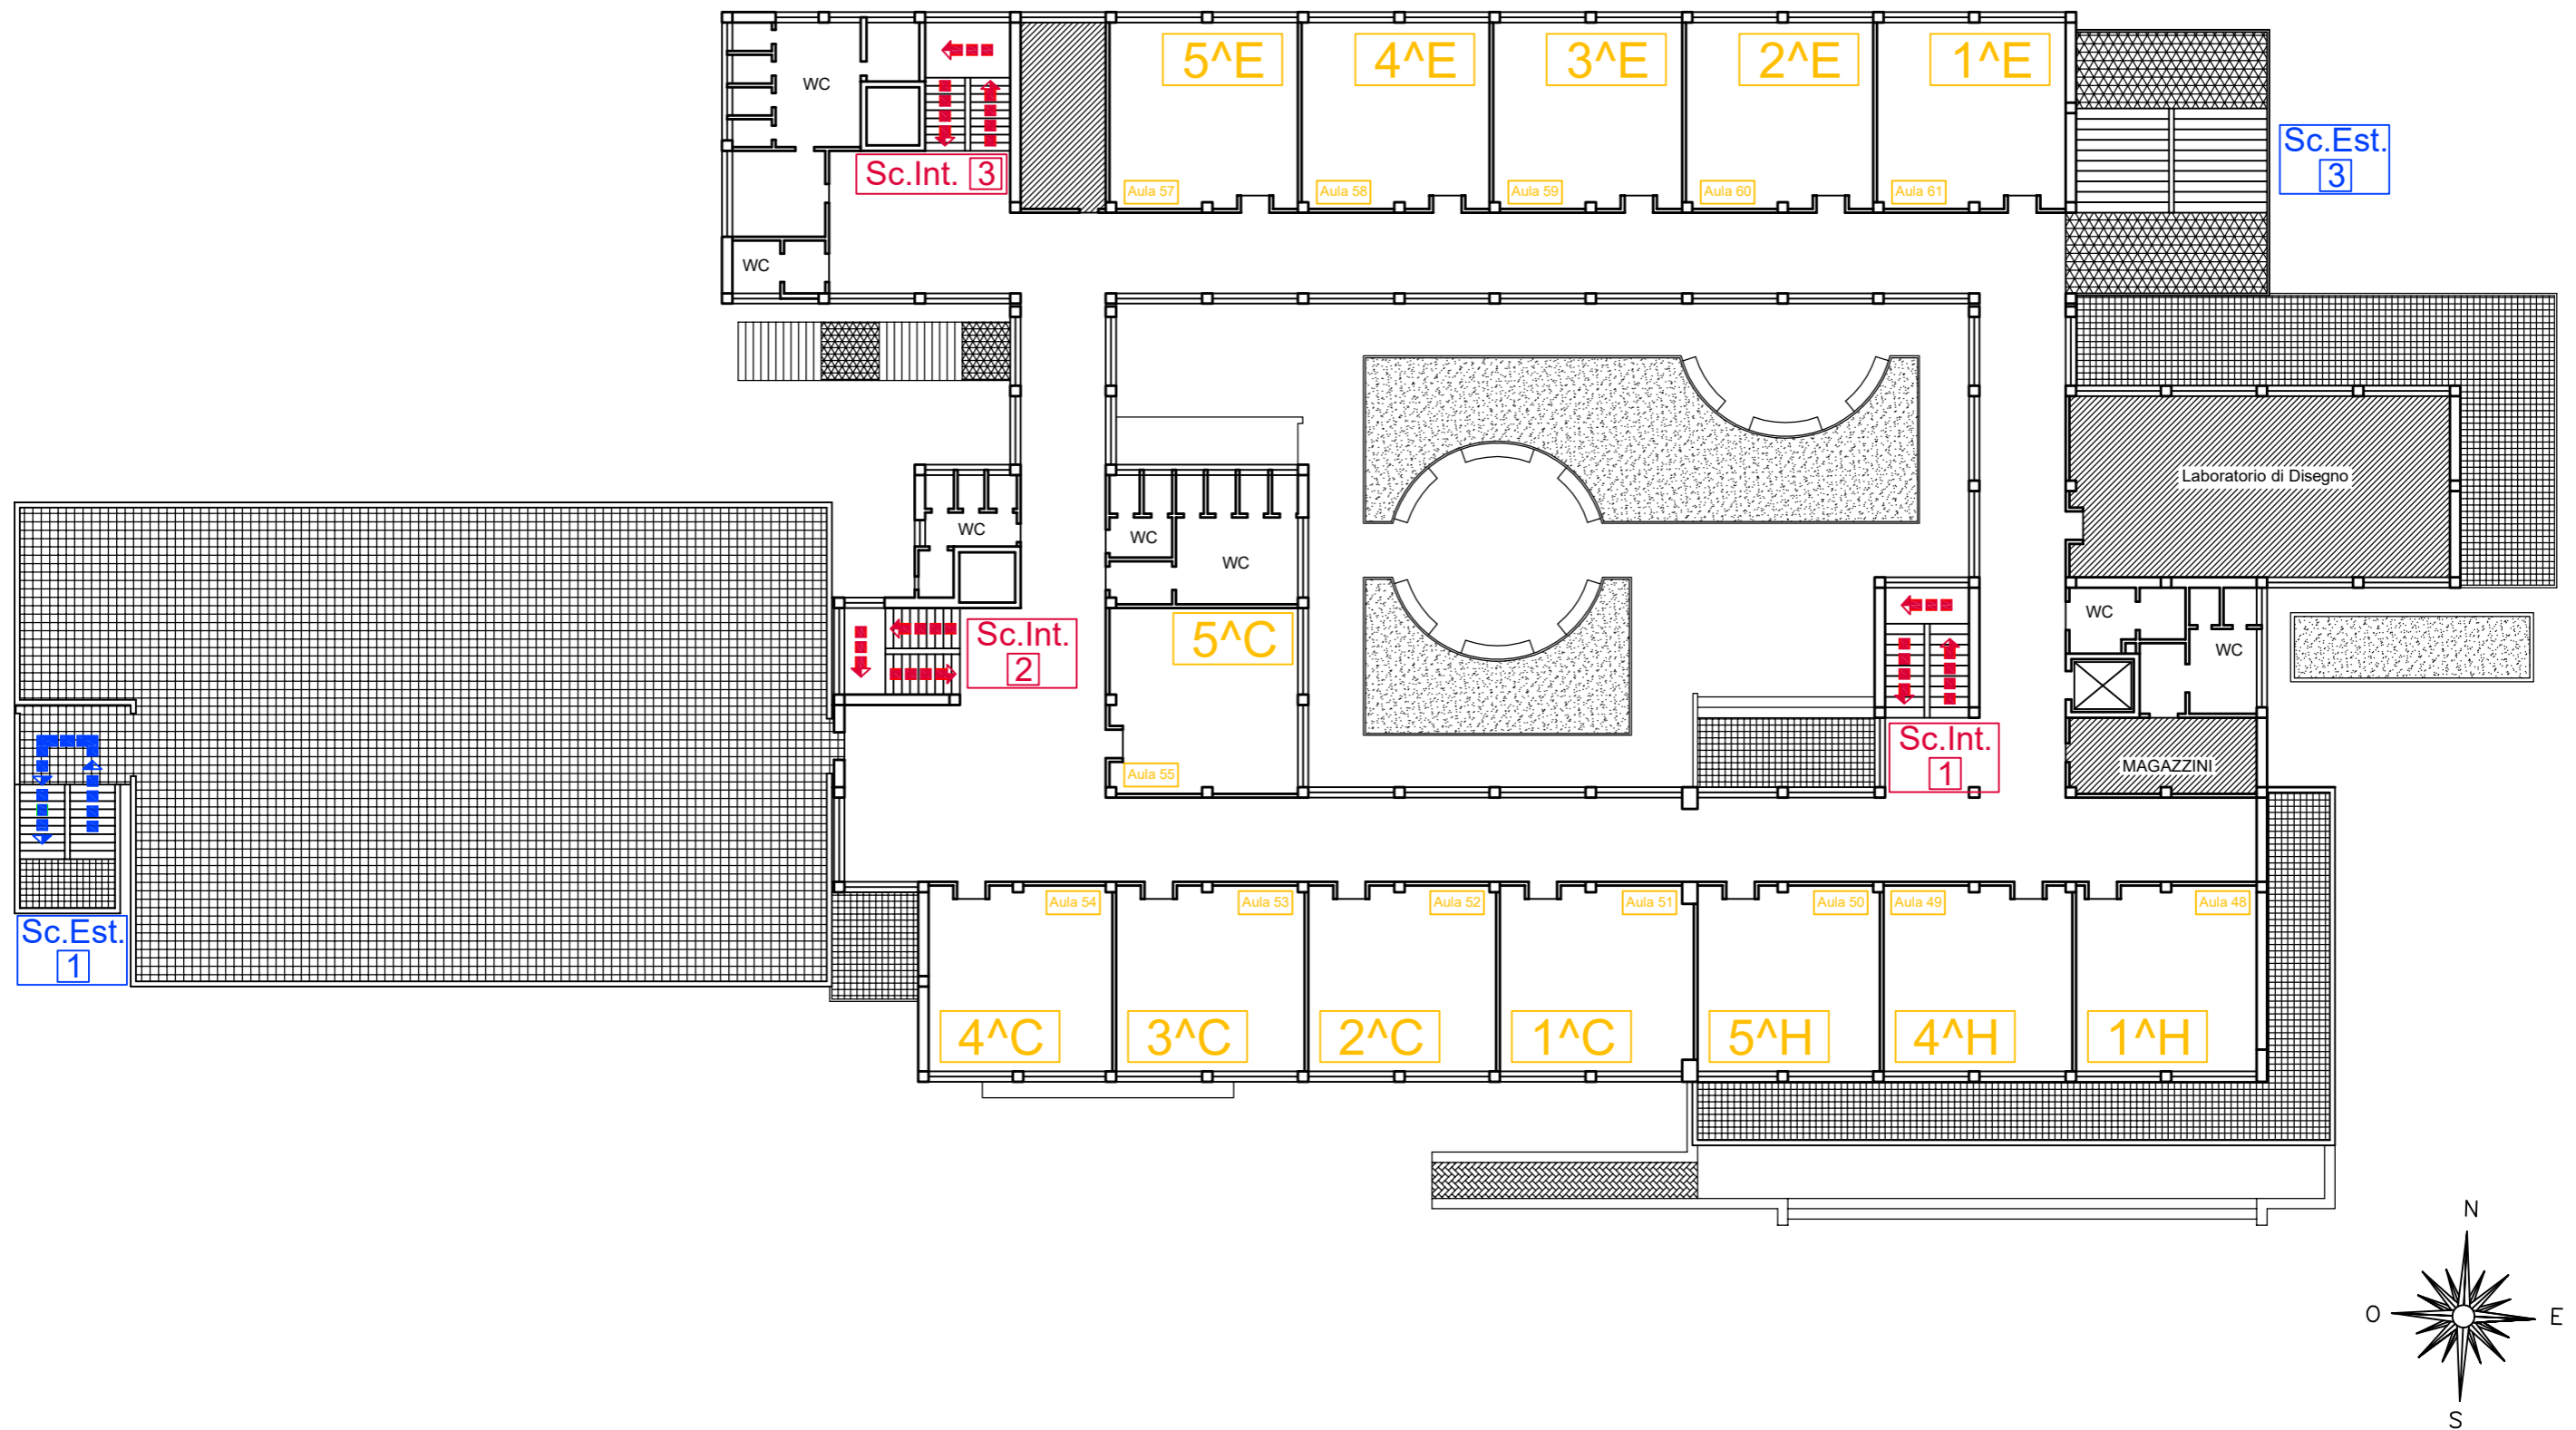 5^E
4^E
3^E
2^E
1^E
WC
Sc.Est.
3
Sc.Int. 3
Aula 57
Aula 58
Aula 59
Aula 60
Aula 61
WC
Laboratorio di Disegno
WC
WC
WC
Sc.Int.
2
5^C
WC
WC
Sc.Int.
1
MAGAZZINI
Aula 55
Sc.Est.
1
Aula 54
Aula 53
Aula 52
Aula 51
Aula 50
Aula 49
Aula 48
4^C
3^C
2^C
1^C
5^H
4^H
1^H
N
O
E
S